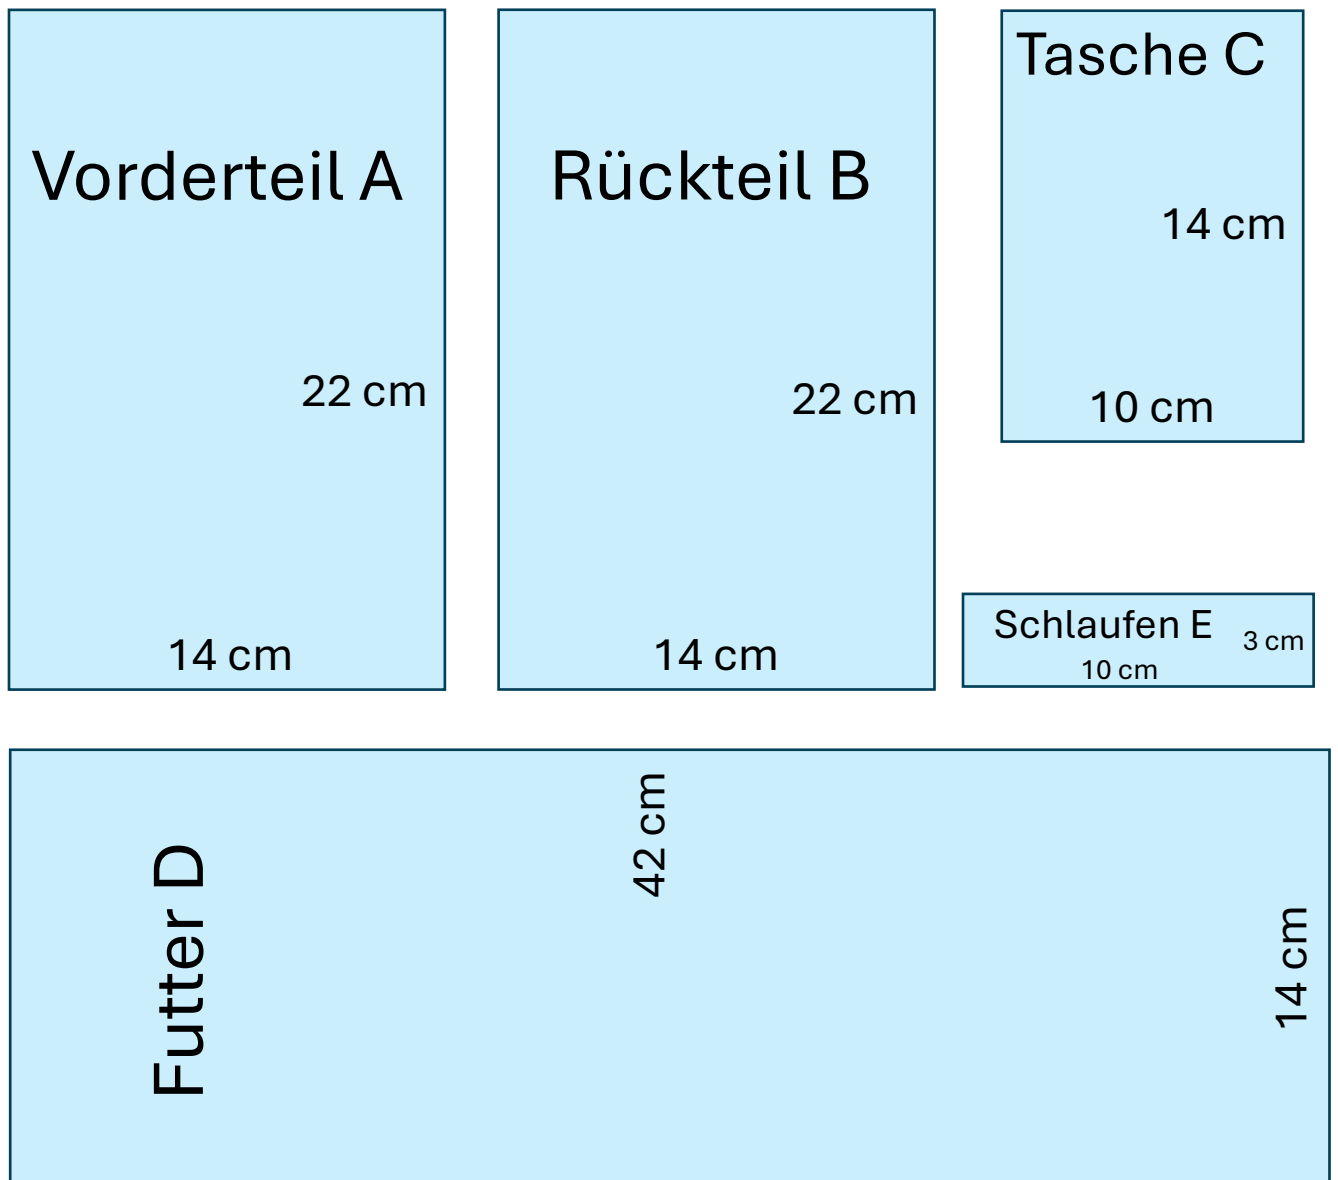 Vorderteil A
22 cm
14 cm
Rückteil B
22 cm
14 cm
Tasche C
14 cm
10 cm
Schlaufen E
3 cm
10 cm
Futter D
42 cm
14 cm